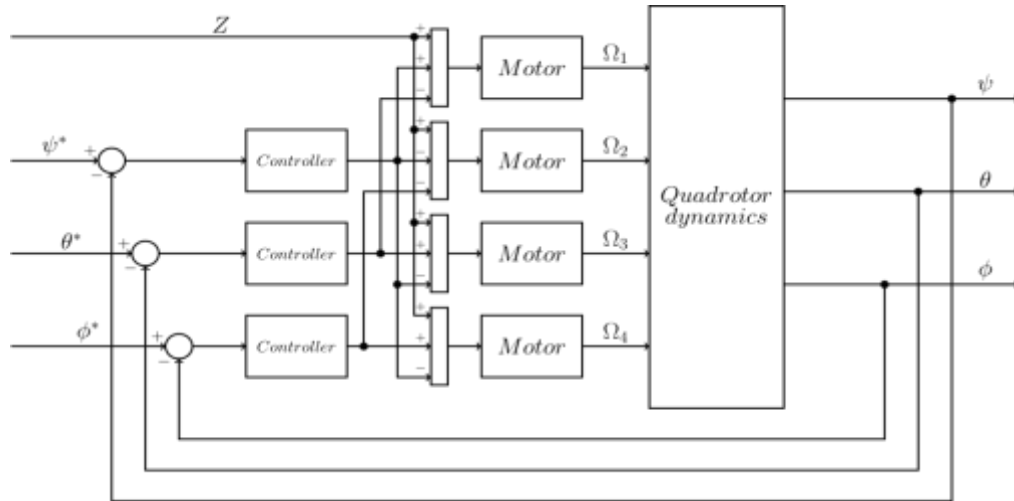 Z
+
+ Motor Ω₁
−
ψ
+
ψ* + Controller − Motor Ω₂
−
−
Quadrotor θ
dynamics
+
θ* + Controller + Motor Ω₃
−
−
ϕ
+
ϕ* + Controller + Motor Ω₄
−
−